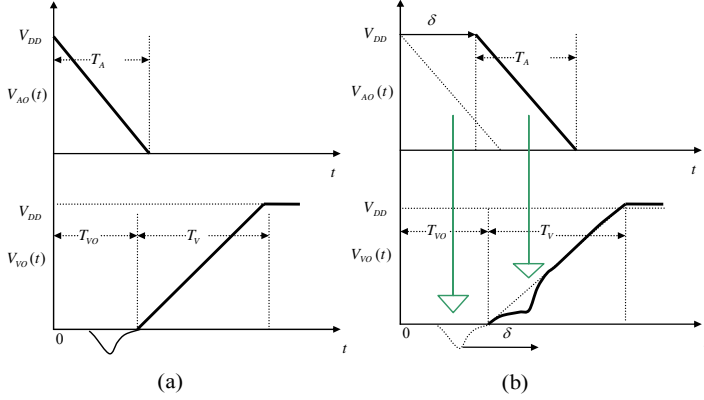 V_DD
T_A
V_AO(t)
t
V_DD
T_VO
T_V
V_VO(t)
0
t
(a)
δ
V_DD
T_A
V_AO(t)
t
V_DD
T_VO
T_V
V_VO(t)
0
δ
t
(b)